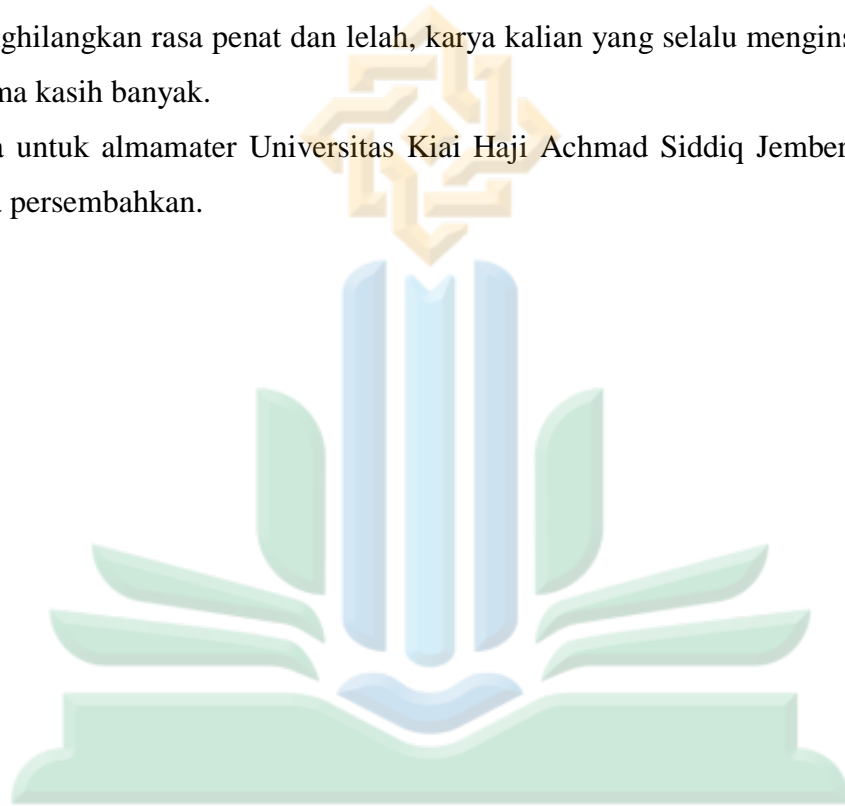 ghilangkan rasa penat dan lelah, karya kalian yang selalu mengins
ma kasih banyak.
a untuk almamater Universitas Kiai Haji Achmad Siddiq Jember
persembahkan.